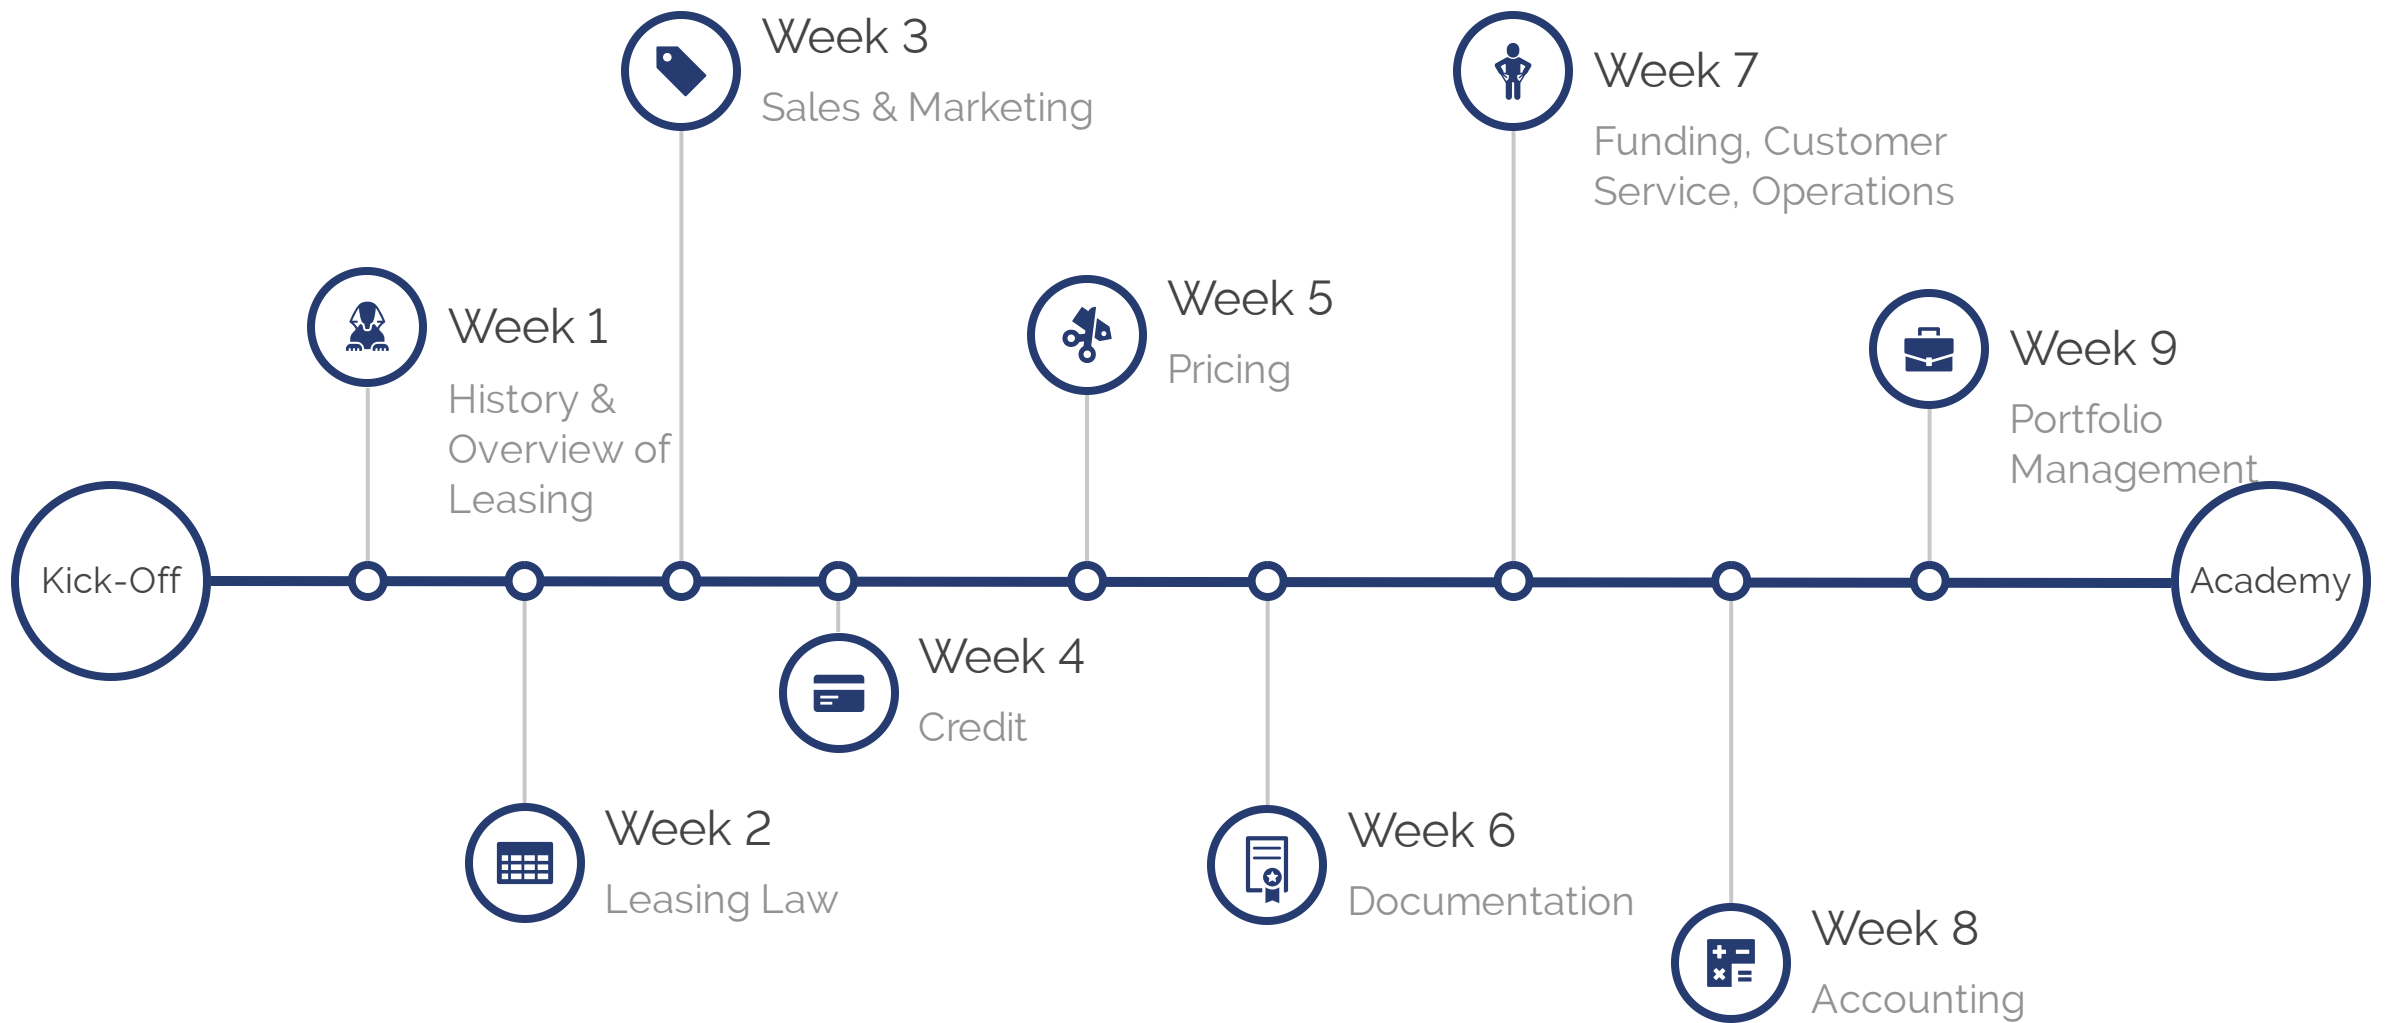 Kick-Off
Week 1
History &
Overview of
Leasing
Week 2
Leasing Law
Week 3
Sales & Marketing
Week 4
Credit
Week 5
Pricing
Week 6
Documentation
Week 7
Funding, Customer
Service, Operations
Week 8
Accounting
Week 9
Portfolio
Management
Academy